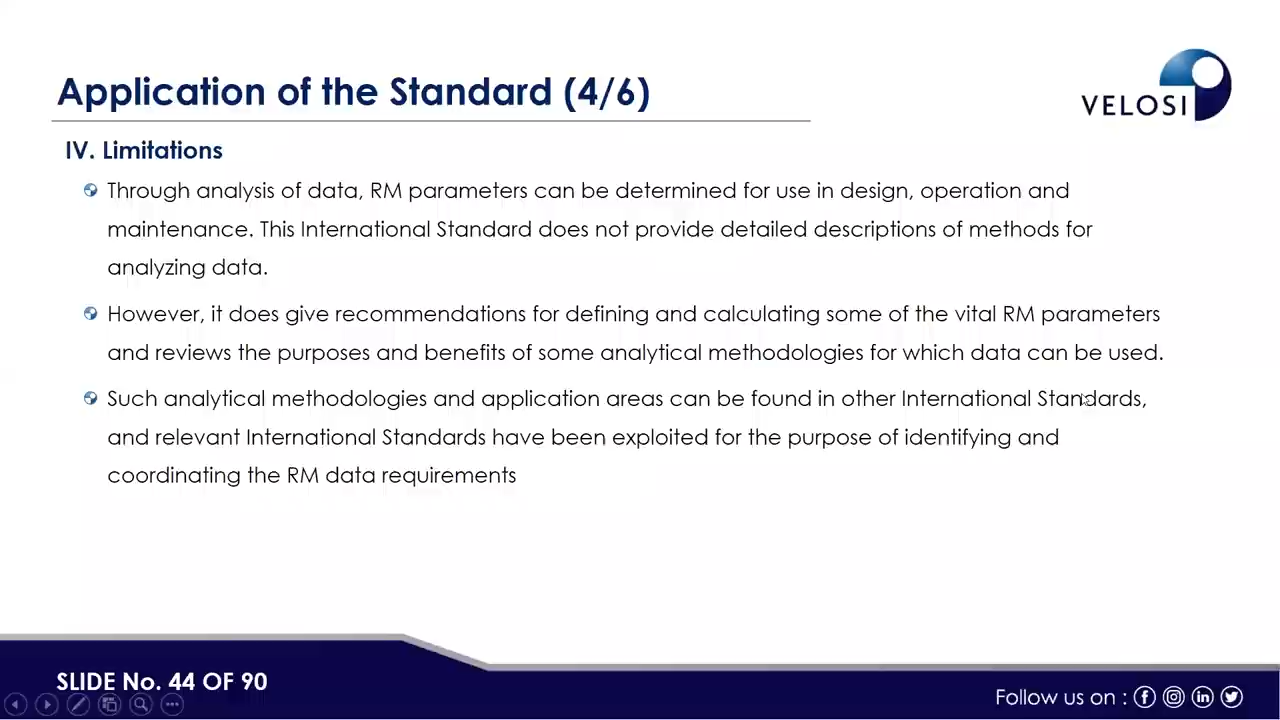 Application of the Standard (4/6)
VELOSI
IV. Limitations
Through analysis of data, RM parameters can be determined for use in design, operation and
maintenance. This International Standard does not provide detailed descriptions of methods for
analyzing data.
However, it does give recommendations for defining and calculating some of the vital RM parameters
and reviews the purposes and benefits of some analytical methodologies for which data can be used.
Such analytical methodologies and application areas can be found in other International Standards,
and relevant International Standards have been exploited for the purpose of identifying and
coordinating the RM data requirements
SLIDE No. 44 OF 90
Follow us on :